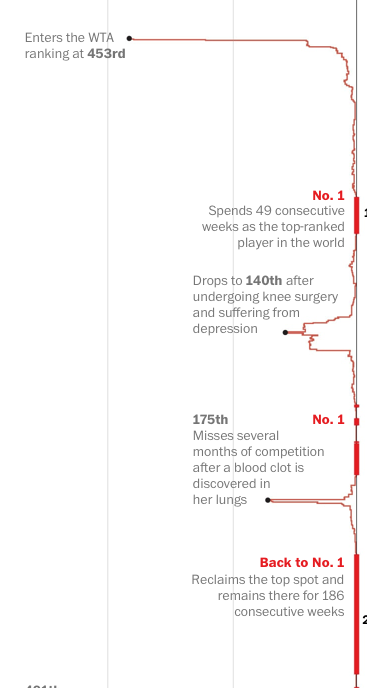 Enters the WTA
ranking at 453rd
No. 1
Spends 49 consecutive
weeks as the top-ranked
player in the world
Drops to 140th after
undergoing knee surgery
and suffering from
depression
175th
No. 1
Misses several
months of competition
after a blood clot is
discovered in
her lungs
Back to No. 1
Reclaims the top spot and
remains there for 186
consecutive weeks